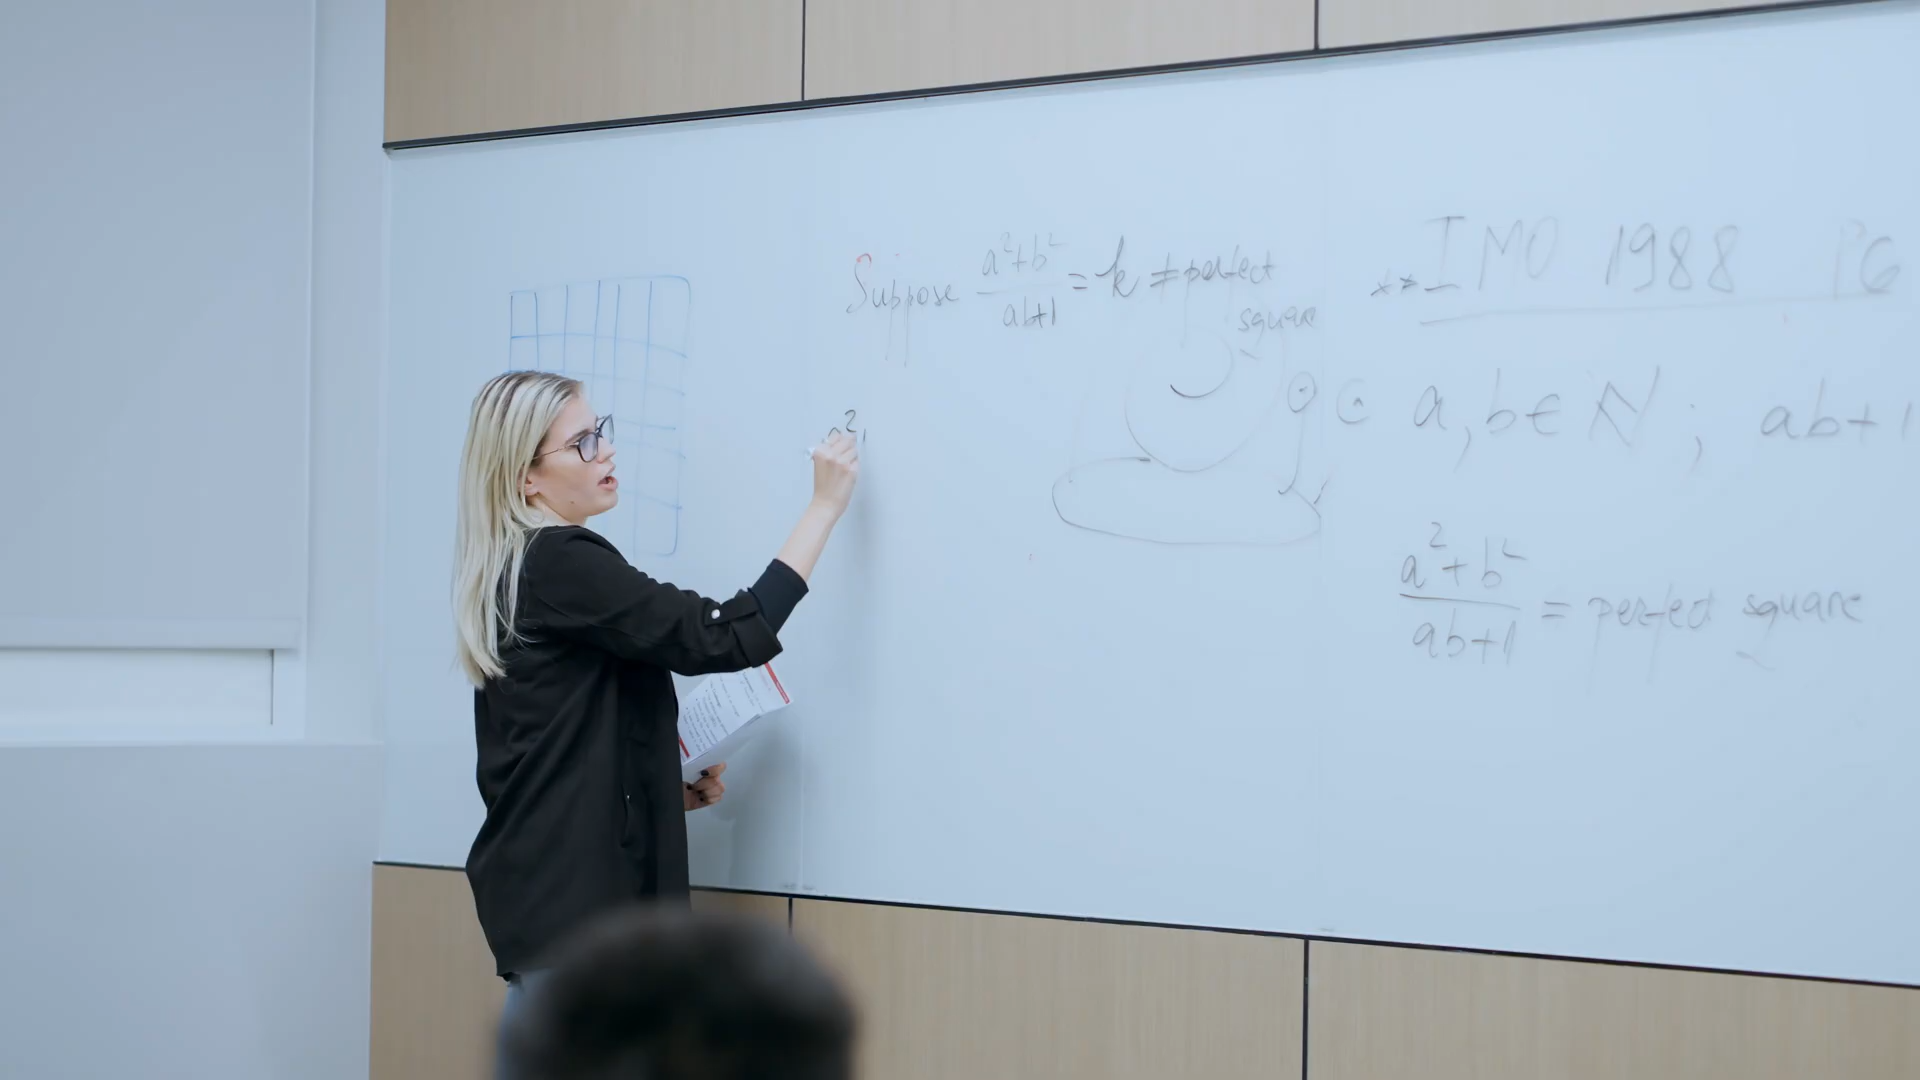 Suppose a²+b²/ab+1 = k ≠ perfect
square
a²
** IMO 1988 P6
a,b ∈ N ; ab+1
a²+b²/ab+1 = perfect square